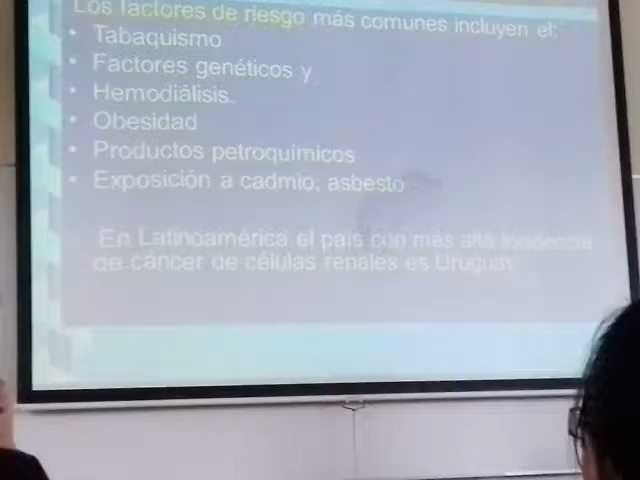 Los factores de riesgo más comunes incluyen el:
• Tabaquismo
• Factores genéticos y
• Hemodiálisis.
• Obesidad
• Productos petroquímicos
• Exposición a cadmio, asbesto
En Latinoamérica el país con más alta incidencia
de cáncer de células renales es Uruguay